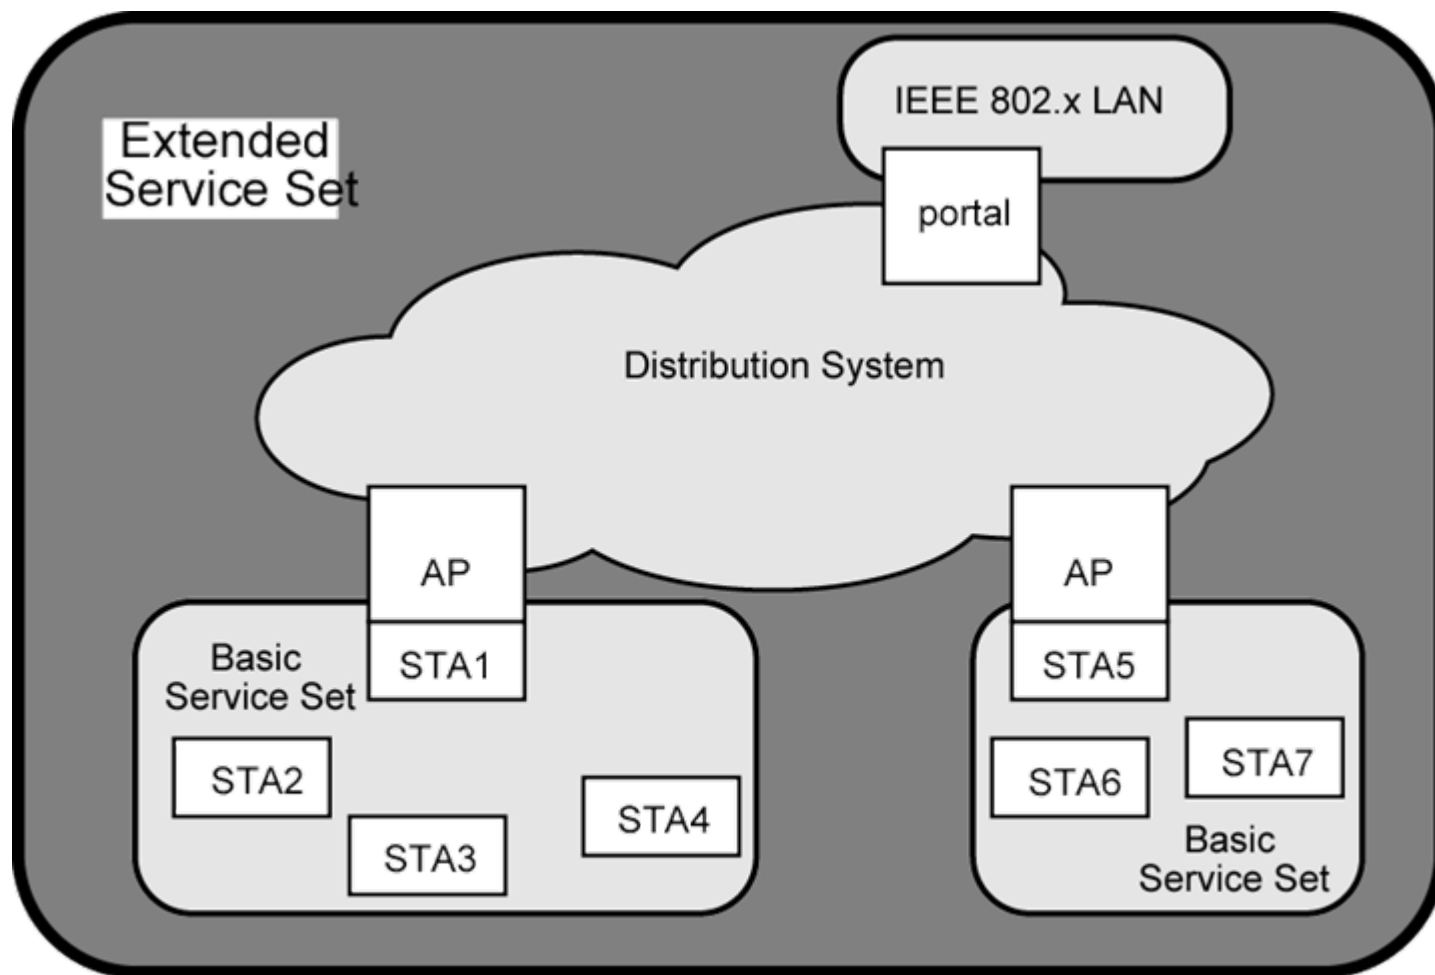 IEEE 802.x LAN
Extended
Service Set
portal
Distribution System
AP
AP
Basic
Service Set
STA1
STA5
STA2
STA3
STA4
STA6
STA7
Basic
Service Set